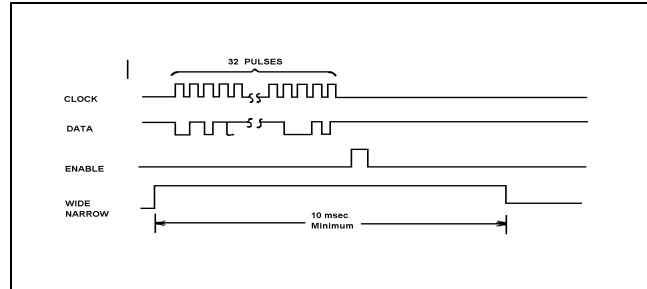 32 PULSES
CLOCK
DATA
ENABLE
WIDE
NARROW
10 msec
Minimum